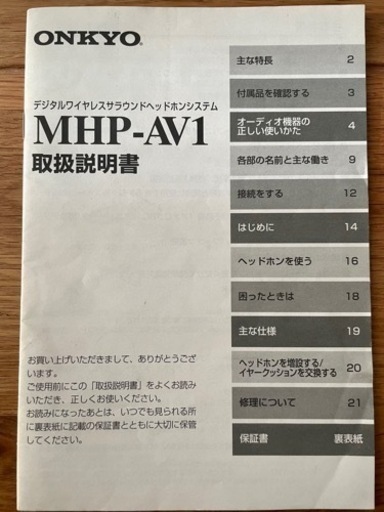 ONKYO®
デジタルワイヤレスサラウンドヘッドホンシステム
MHP-AV1
取扱説明書
お買い上げいただきまして、ありがとうござ
います。
ご使用前にこの「取扱説明書」をよくお読み
いただき、正しくお使いください。
お読みになったあとは、いつでも見られる所
に裏表紙に記載の保証書とともに大切に保管
してください。
主な特長 2
付属品を確認する 3
オーディオ機器の
正しい使いかた 4
各部の名前と主な働き 9
接続をする 12
はじめに 14
ヘッドホンを使う 16
困ったときは 18
主な仕様 19
ヘッドホンを増設する/
イヤークッションを交換する 20
修理について 21
保証書 裏表紙